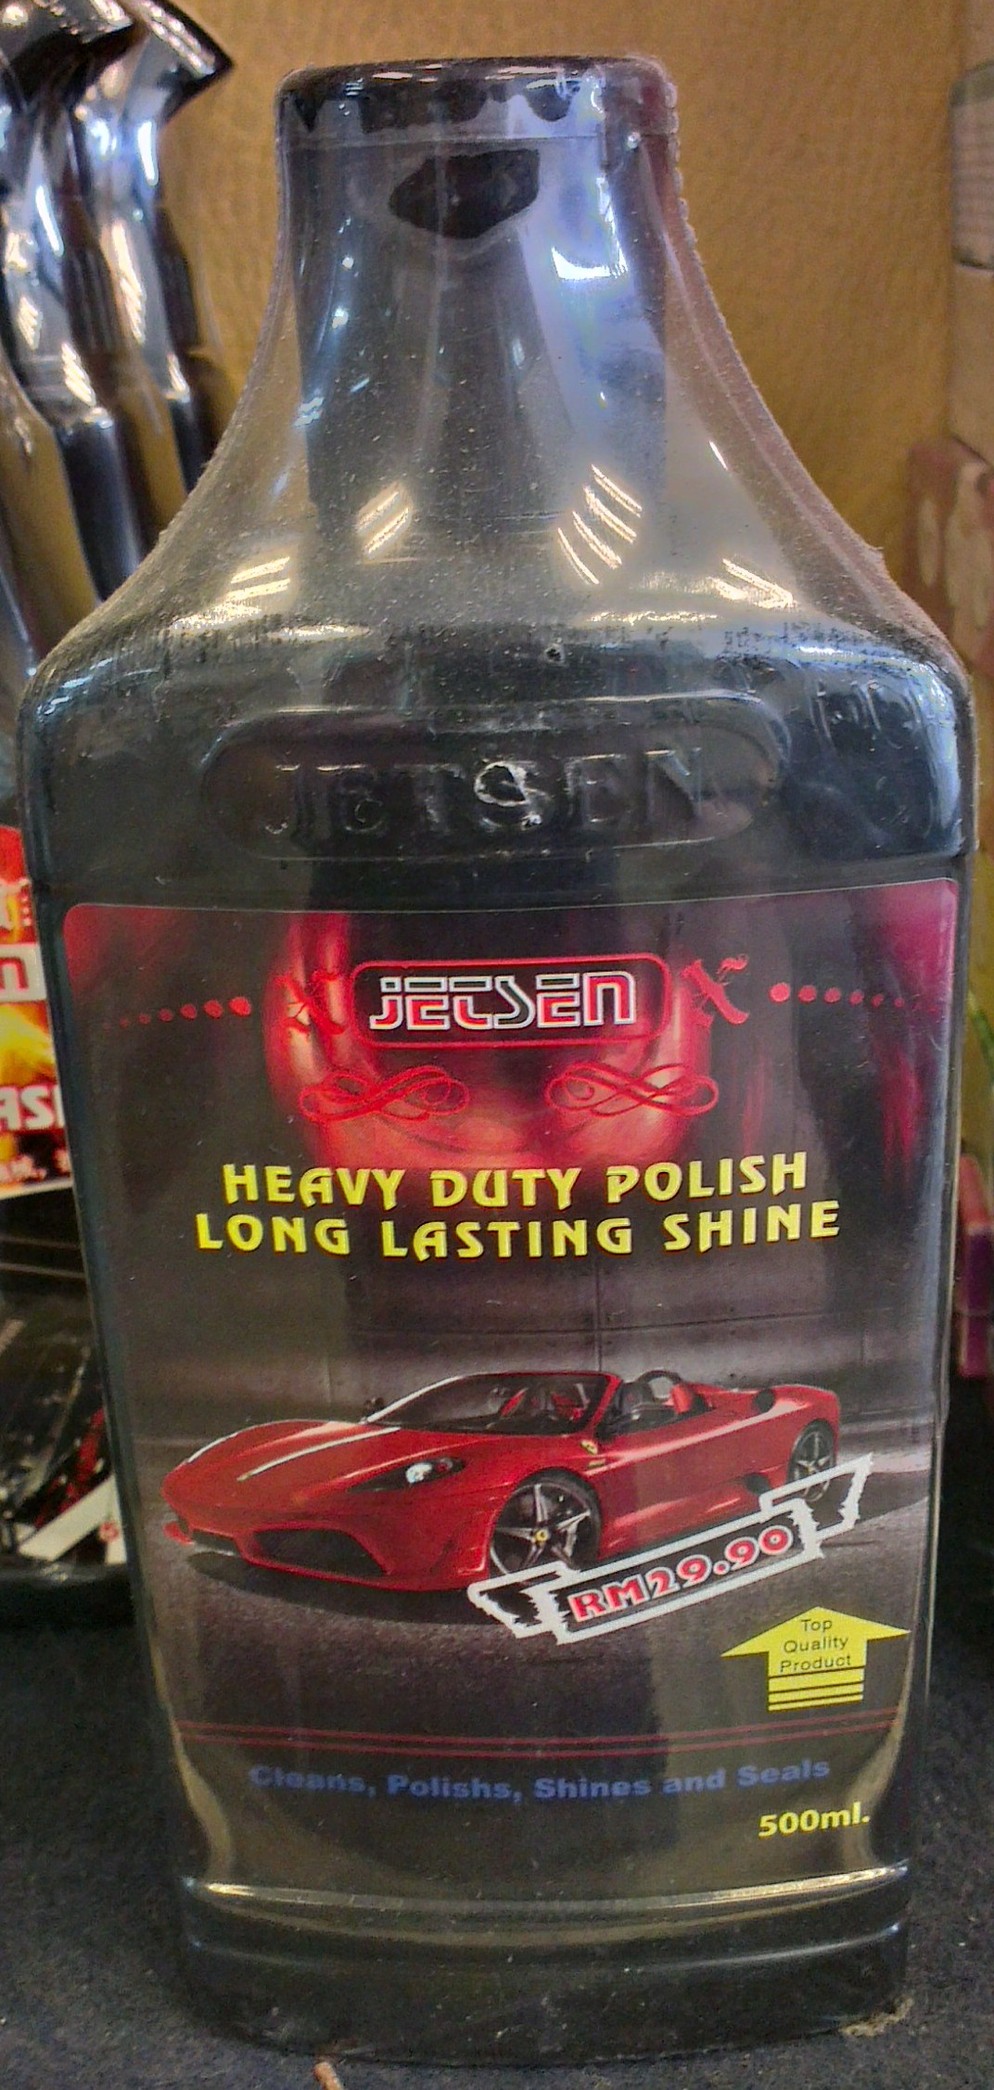 JETSEN
JETSEN
HEAVY DUTY POLISH
LONG LASTING SHINE
RM29.90
Top
Quality
Product
Cleans, Polishs, Shines and Seals
500ml.